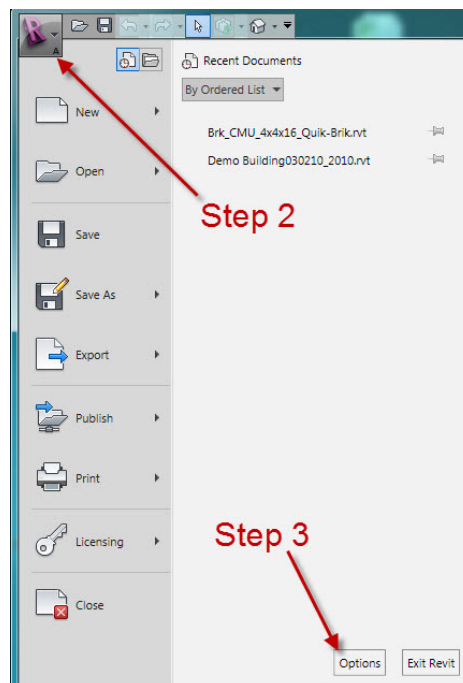 R
A
Recent Documents
By Ordered List
New
Brk_CMU_4x4x16_Quik-Brik.rvt
Demo Building030210_2010.rvt
Open
Step 2
Save
Save As
Export
Publish
Print
Step 3
Licensing
Close
Options
Exit Revit